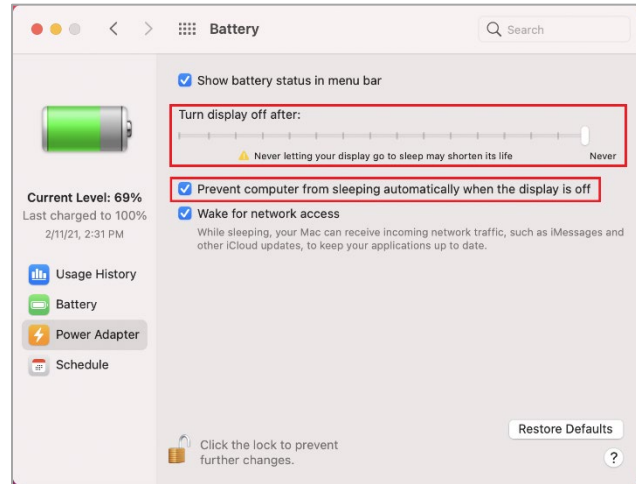 Battery
Search
Show battery status in menu bar
Turn display off after:
Never letting your display go to sleep may shorten its life
Never
Prevent computer from sleeping automatically when the display is off
Wake for network access
While sleeping, your Mac can receive incoming network traffic, such as iMessages and
other iCloud updates, to keep your applications up to date.
Current Level: 69%
Last charged to 100%
2/11/21, 2:31 PM
Usage History
Battery
Power Adapter
Schedule
Click the lock to prevent
further changes.
Restore Defaults
?